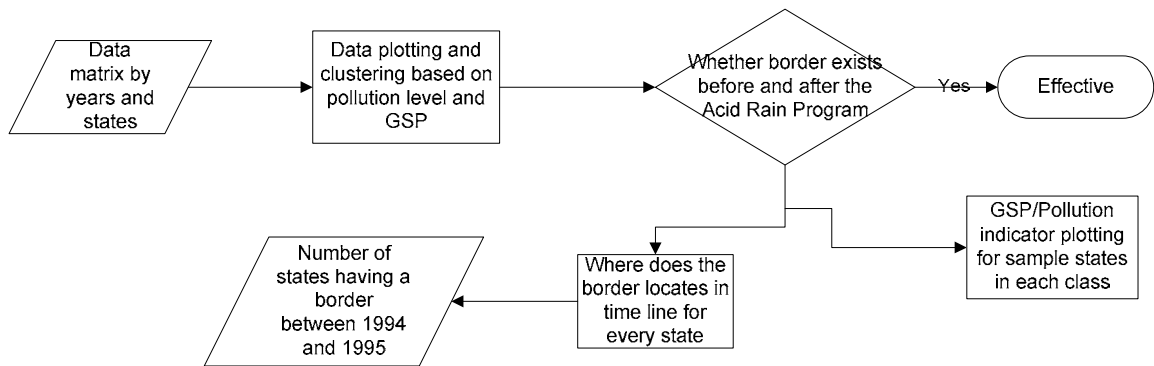 Data
matrix by
years and
states
Data plotting and
clustering based on
pollution level and
GSP
Whether border exists
before and after the
Acid Rain Program
Yes
Effective
GSP/Pollution
indicator plotting
for sample states
in each class
Where does the
border locates in
time line for
every state
Number of
states having a
border
between 1994
and 1995